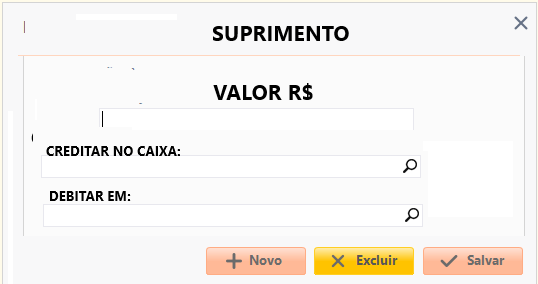 SUPRIMENTO
VALOR R$
CREDITAR NO CAIXA:
DEBITAR EM:
Novo
Excluir
Salvar